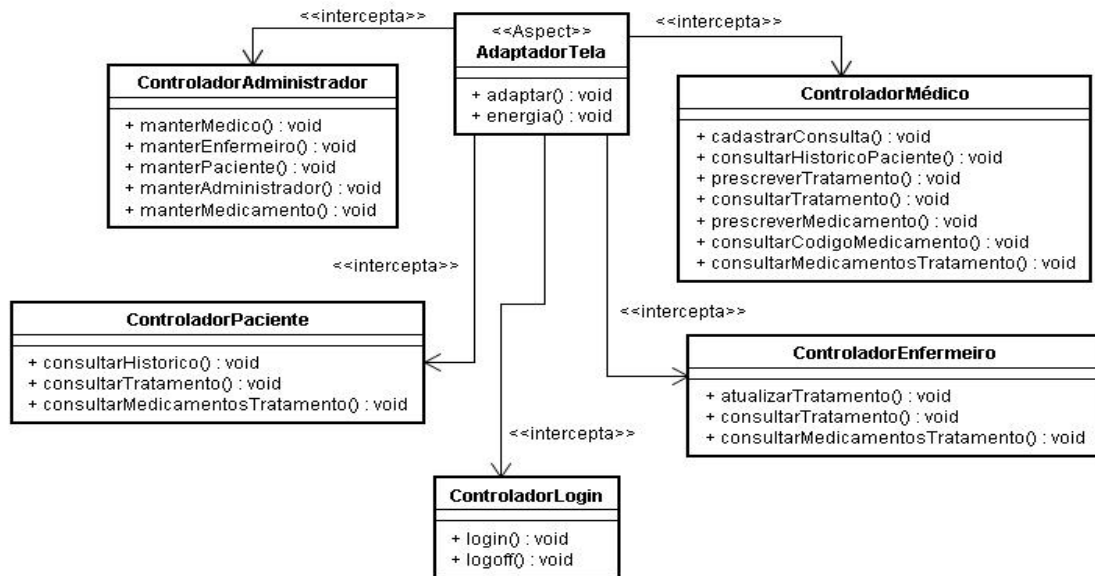 <<intercepta>>
<<Aspect>>
AdaptadorTela
+ adaptar() : void
+ energia() : void
<<intercepta>>
ControladorAdministrador
+ manterMedico() : void
+ manterEnfermeiro() : void
+ manterPaciente() : void
+ manterAdministrador() : void
+ manterMedicamento() : void
ControladorMédico
+ cadastrarConsulta() : void
+ consultarHistoricoPaciente() : void
+ prescreverTratamento() : void
+ consultarTratamento() : void
+ prescreverMedicamento() : void
+ consultarCodigoMedicamento() : void
+ consultarMedicamentosTratamento() : void
<<intercepta>>
<<intercepta>>
ControladorPaciente
+ consultarHistorico() : void
+ consultarTratamento() : void
+ consultarMedicamentosTratamento() : void
ControladorEnfermeiro
+ atualizarTratamento() : void
+ consultarTratamento() : void
+ consultarMedicamentosTratamento() : void
<<intercepta>>
ControladorLogin
+ login() : void
+ logoff() : void